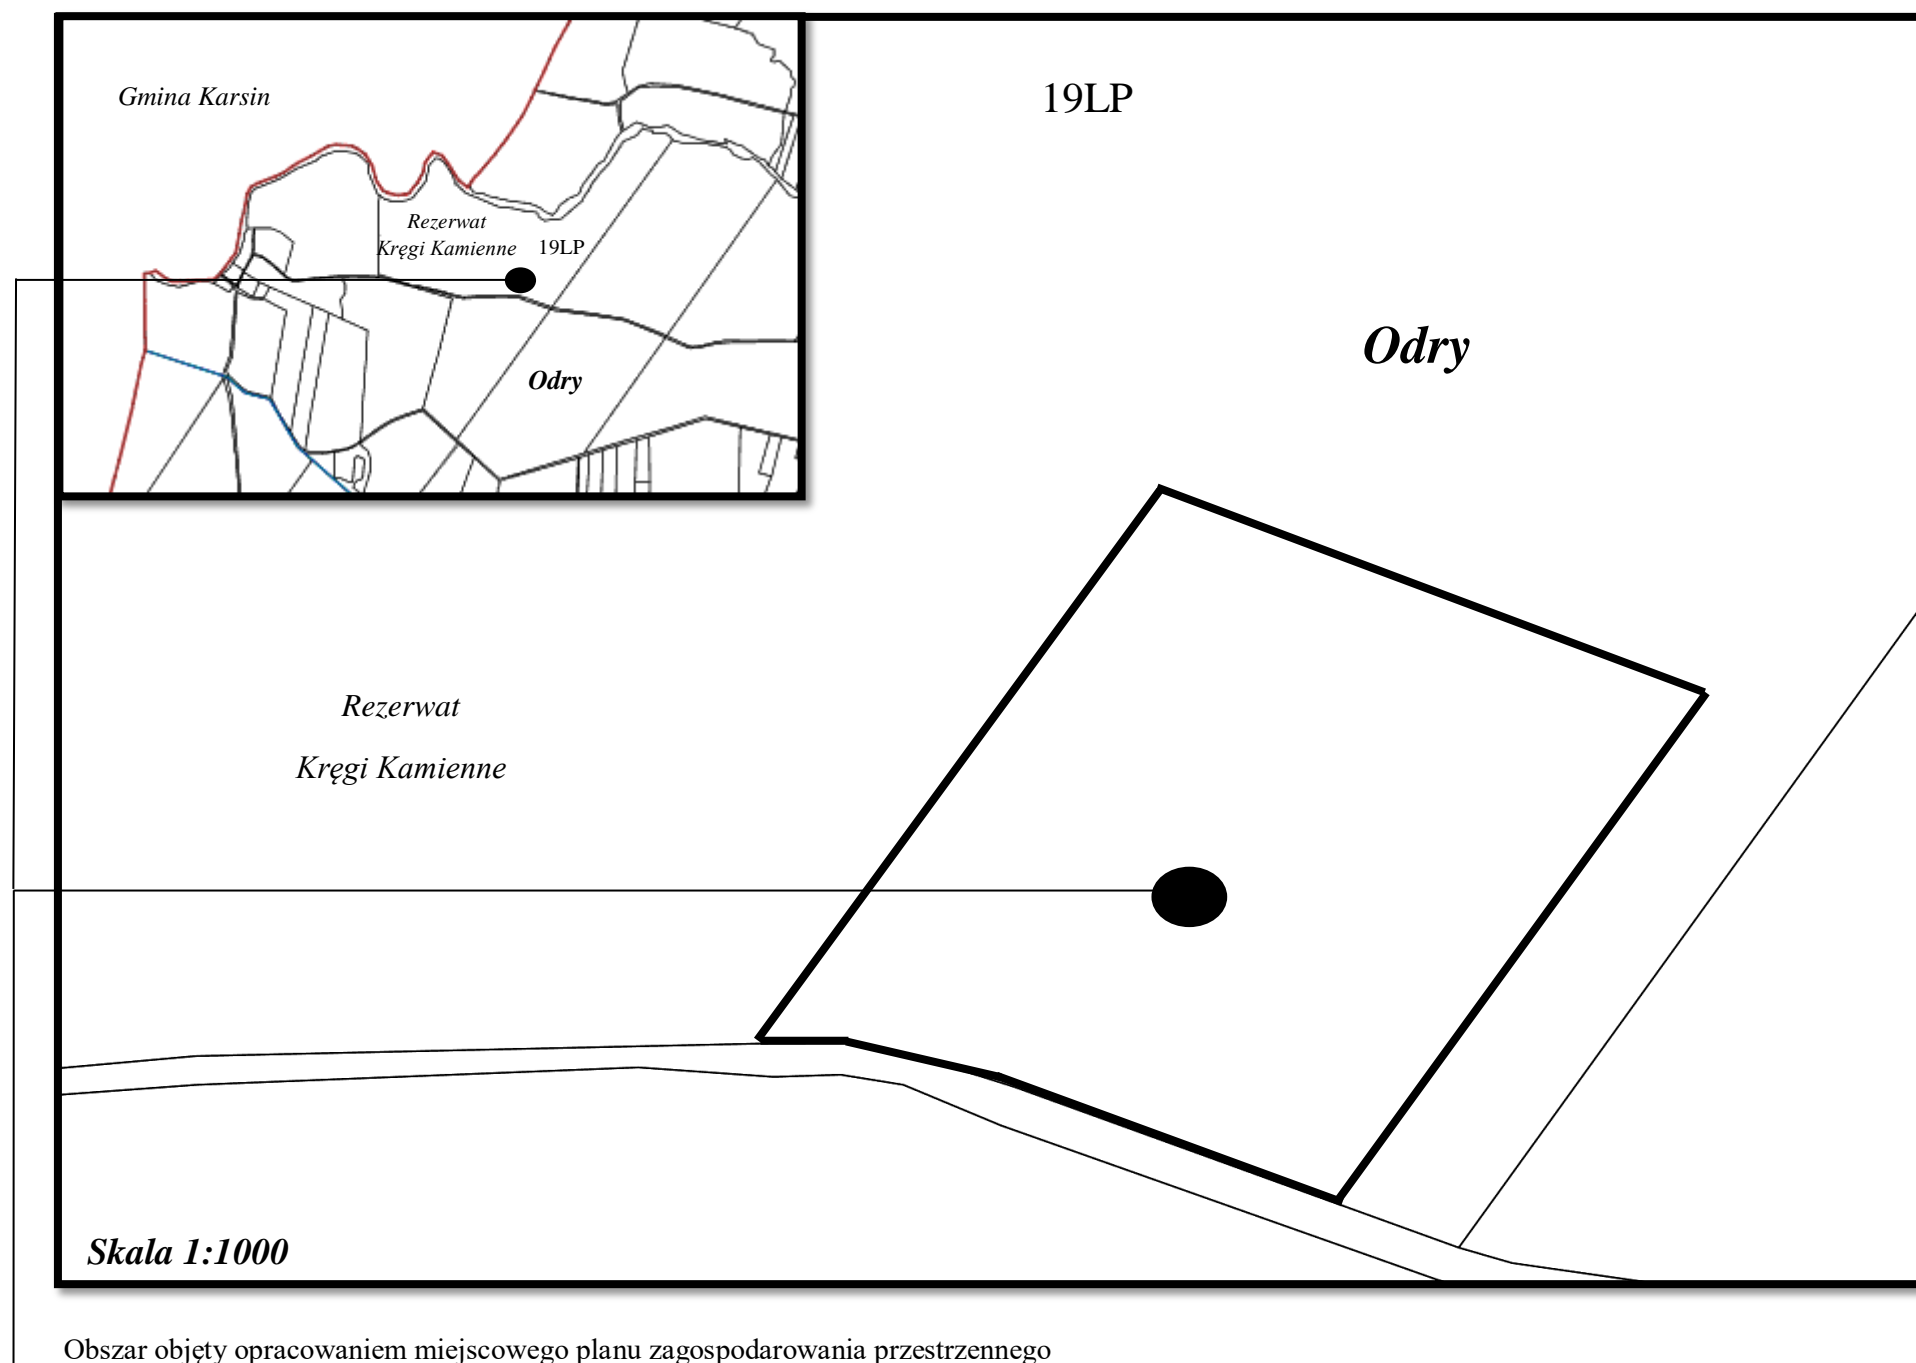 Gmina Karsin
Rezerwat
Kręgi Kamienne
19LP
Odry
19LP
Odry
Rezerwat
Kręgi Kamienne
Skala 1:1000
Obszar objęty opracowaniem miejscowego planu zagospodarowania przestrzennego